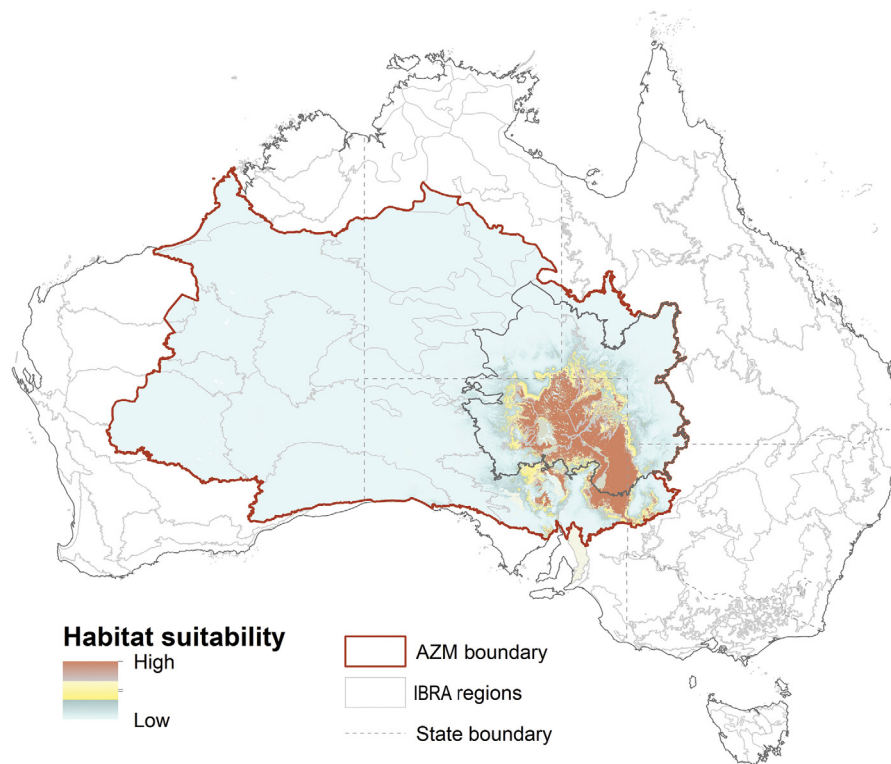 Habitat suitability
High
Low
AZM boundary
IBRA regions
State boundary